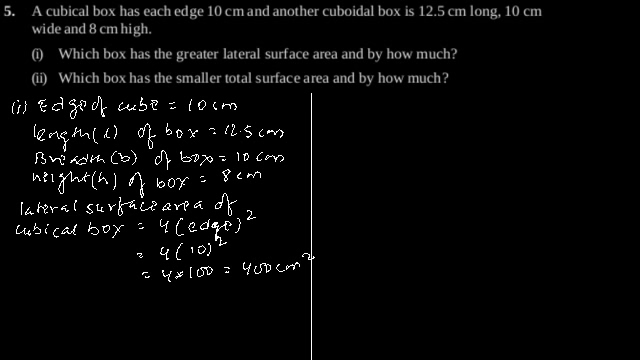 5. A cubical box has each edge 10 cm and another cuboidal box is 12.5 cm long, 10 cm
wide and 8 cm high.
(i) Which box has the greater lateral surface area and by how much?
(ii) Which box has the smaller total surface area and by how much?
(i) Edge of cube = 10 cm
length(l) of box = 12.5 cm
Breadth(b) of box = 10 cm
height(h) of box = 8 cm
lateral surface area of
cubical box = 4(edge)²
= 4(10)²
= 4×100 = 400 cm²